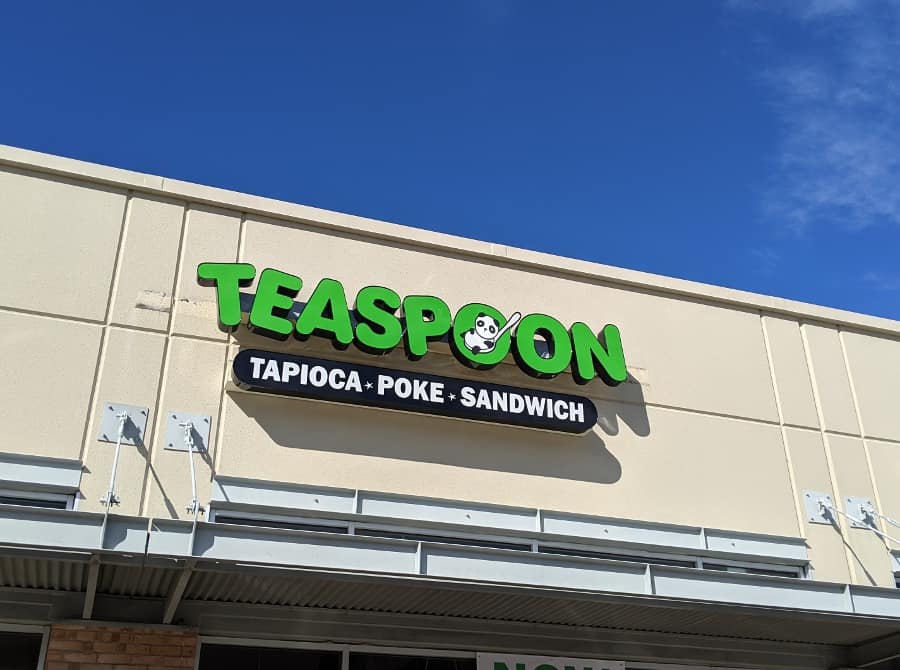 TEASPOON
TAPIOCA ★ POKE ★ SANDWICH